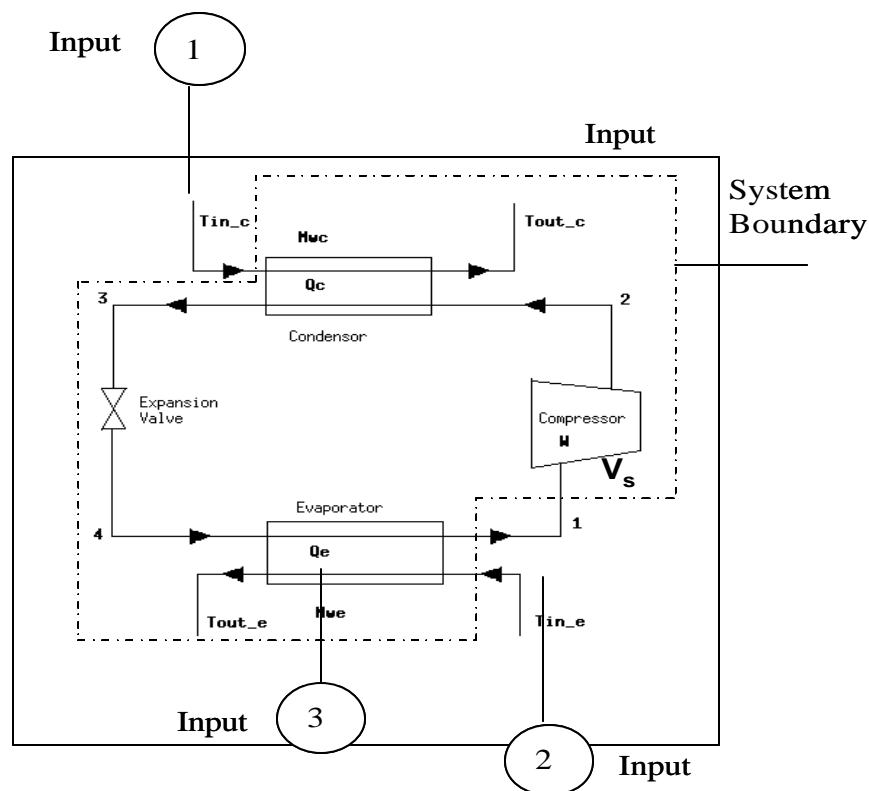 Input
1
Input
System
Boundary
Tin_c
Tout_c
Mwc
Qc
3
2
Condensor
Expansion
Valve
Compressor
W
Vs
Evaporator
1
4
Qe
Mwe
Tout_e
Tin_e
Input
3
2
Input